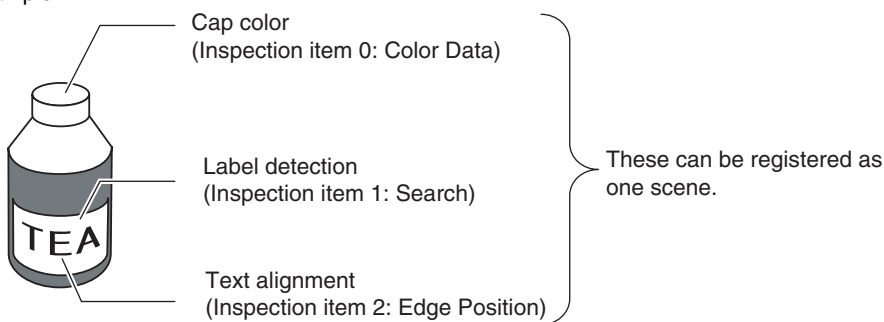 Cap color
(Inspection item 0: Color Data)
Label detection
(Inspection item 1: Search)
These can be registered as
one scene.
TEA
Text alignment
(Inspection item 2: Edge Position)